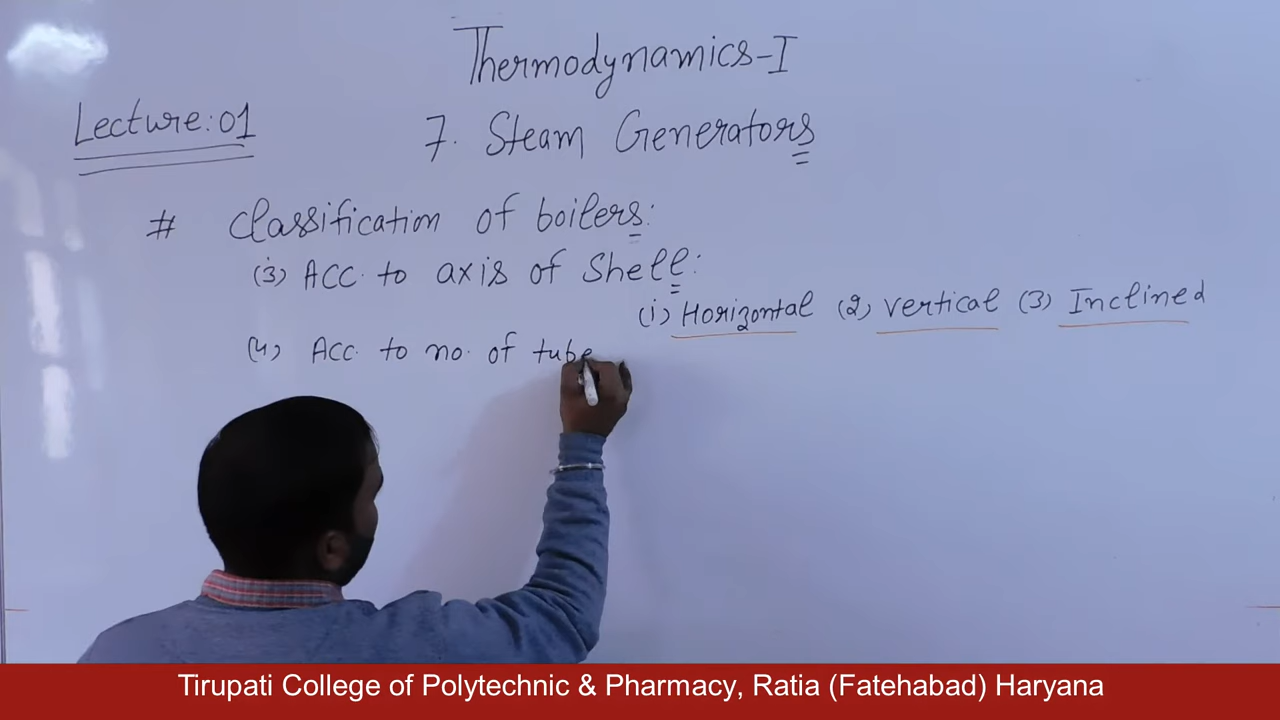 Thermodynamics-I
Lecture:01
7. Steam Generators
# Classification of boilers:
(3) Acc. to axis of Shell:
(i) Horizontal (2) vertical (3) Inclined
(4) Acc. to no. of tube
Tirupati College of Polytechnic & Pharmacy, Ratia (Fatehabad) Haryana